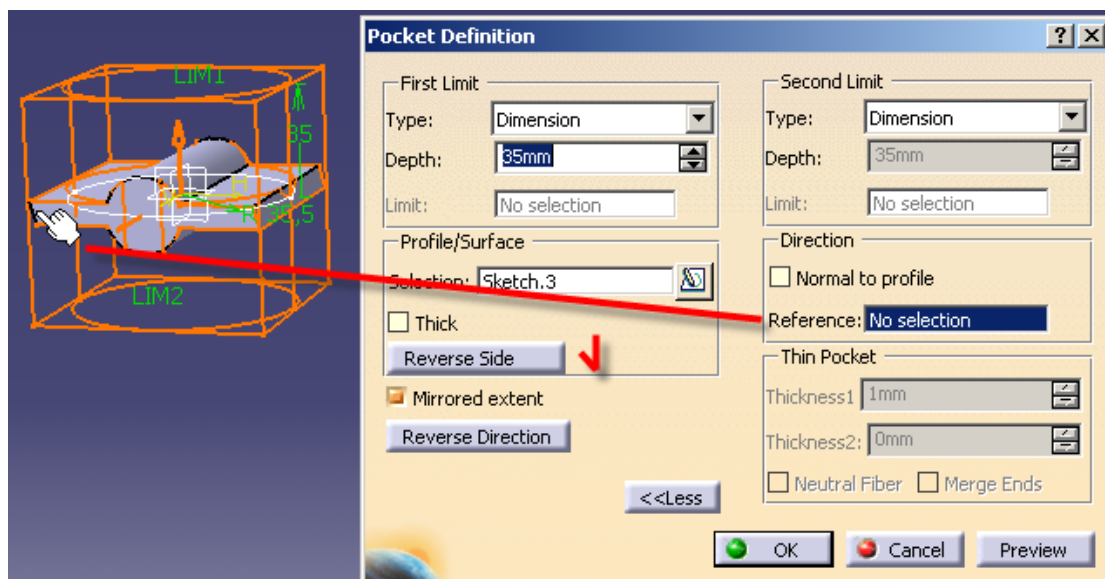 Pocket Definition
LIM1
35
H
R 35,5
LIM2
First Limit
Type: Dimension
Depth: 35mm
Limit: No selection
Profile/Surface
Selection: Sketch.3
Thick
Reverse Side
Mirrored extent
Reverse Direction
<<Less
Second Limit
Type: Dimension
Depth: 35mm
Limit: No selection
Direction
Normal to profile
Reference: No selection
Thin Pocket
Thickness1 1mm
Thickness2: 0mm
Neutral Fiber Merge Ends
OK Cancel Preview